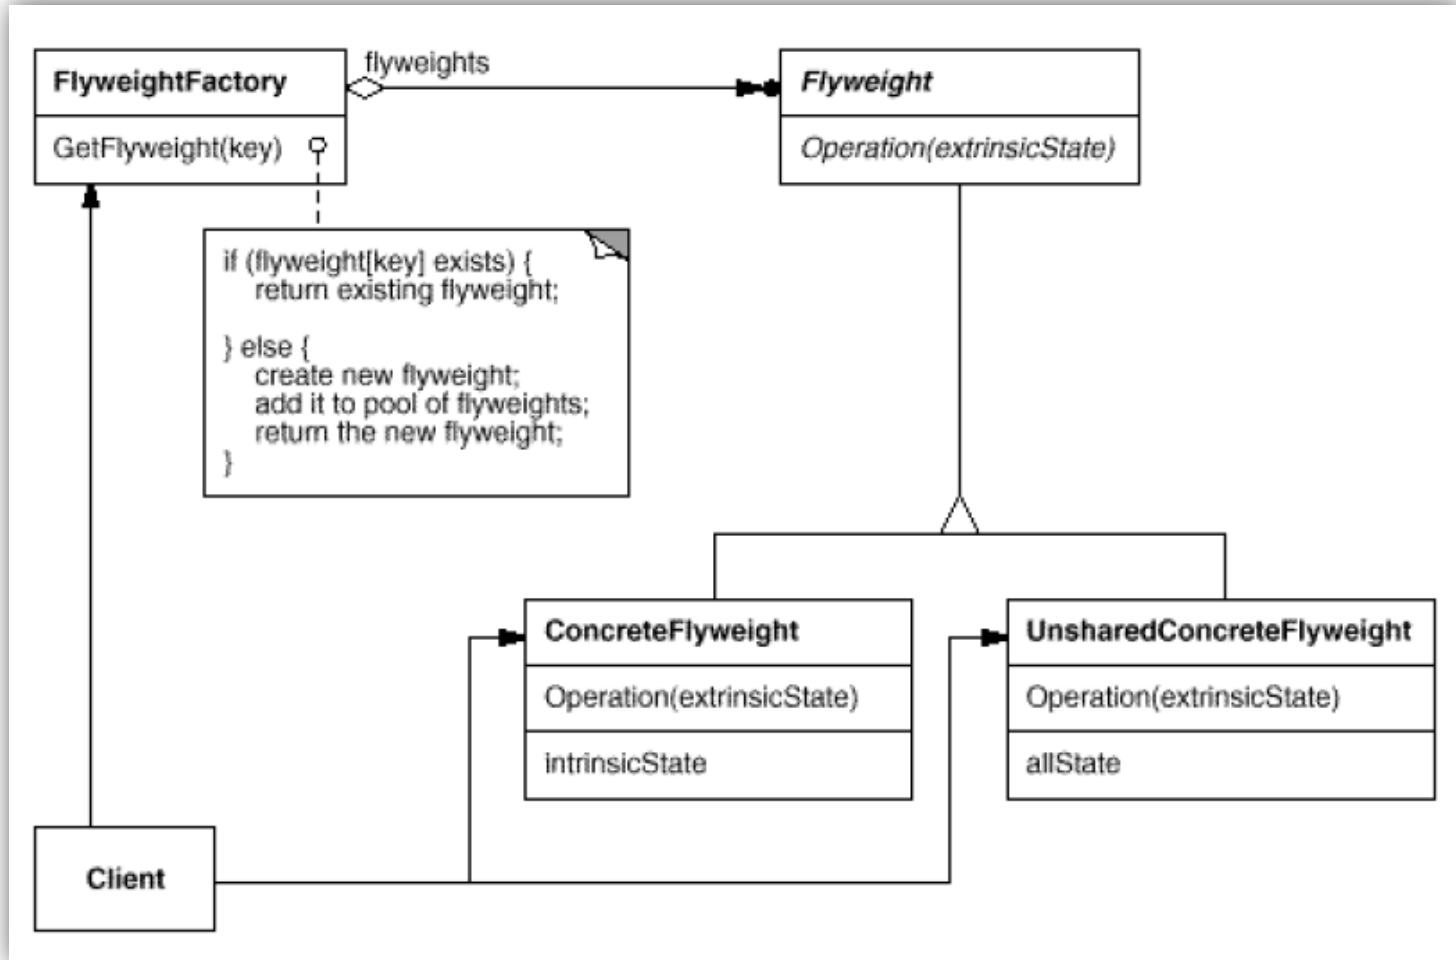 FlyweightFactory
flyweights
Flyweight
GetFlyweight(key)
Operation(extrinsicState)
if (flyweight[key] exists) {
return existing flyweight;
} else {
create new flyweight;
add it to pool of flyweights;
return the new flyweight;
}
ConcreteFlyweight
Operation(extrinsicState)
intrinsicState
UnsharedConcreteFlyweight
Operation(extrinsicState)
allState
Client